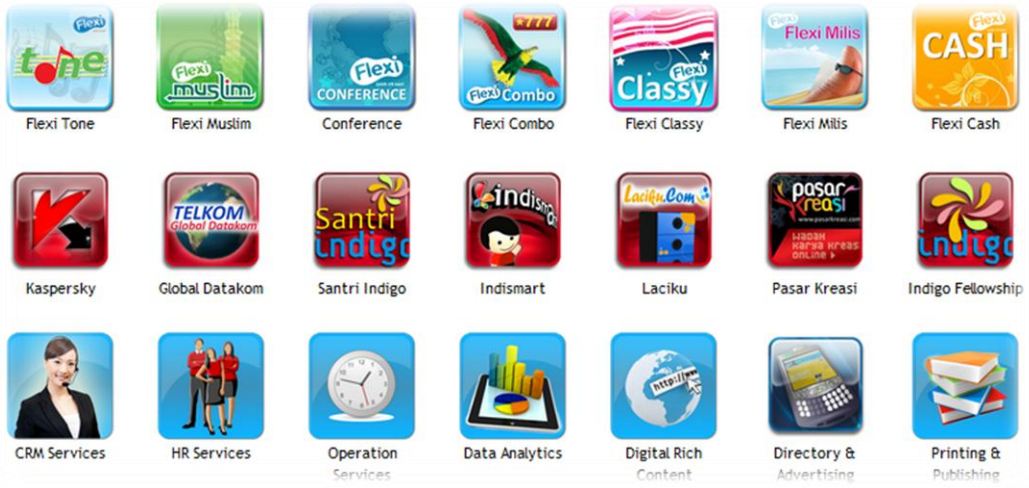 Flexi
tone
Flexi
muslim
Flexi
CONFERENCE
*777
Flexi Combo
Flexi
Classy
Flexi
Flexi Milis
Flexi
CASH
Flexi Tone
Flexi Muslim
Conference
Flexi Combo
Flexi Classy
Flexi Milis
Flexi Cash
TELKOM
Global Datakom
Santri
indigo
indismart
Laciku.Com
pasar
kreasi
www.pasarkreasi.com
WADAH
KARYA KREASI
ONLINE
indigo
Kaspersky
Global Datakom
Santri Indigo
Indismart
Laciku
Pasar Kreasi
Indigo Fellowship
http://www
CRM Services
HR Services
Operation
Services
Data Analytics
Digital Rich
Content
Directory &
Advertising
Printing &
Publishing